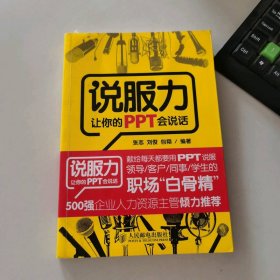 说服力
让你的PPT会说话
张志 刘俊 包翔 / 编著
说服力
让你的PPT会说话
献给每天都要用PPT说服
领导/客户/同事/学生的
职场“白骨精”
500强企业人力资源主管倾力推荐
人民邮电出版社